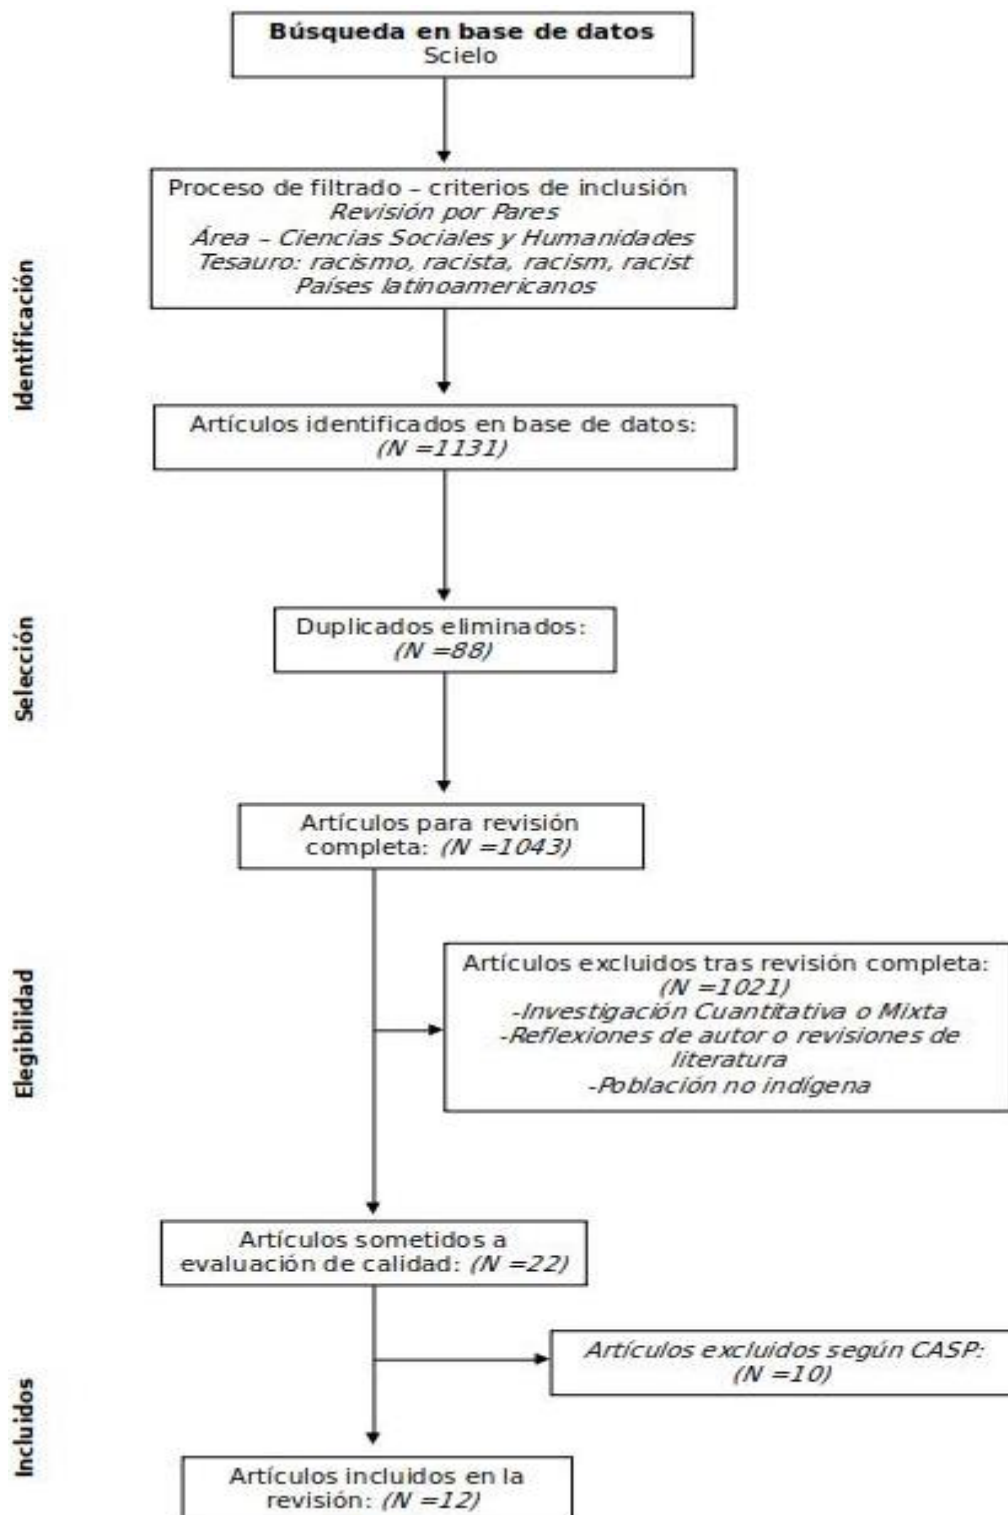 Búsqueda en base de datos
Scielo
Proceso de filtrado – criterios de inclusión
Revisión por Pares
Área – Ciencias Sociales y Humanidades
Tesauro: racismo, racista, racism, racist
Países latinoamericanos
Identificación
Artículos identificados en base de datos:
(N =1131)
Selección
Duplicados eliminados:
(N =88)
Artículos para revisión
completa: (N =1043)
Elegibilidad
Artículos excluidos tras revisión completa:
(N =1021)
-Investigación Cuantitativa o Mixta
-Reflexiones de autor o revisiones de
literatura
-Población no indígena
Artículos sometidos a
evaluación de calidad: (N =22)
Incluidos
Artículos excluidos según CASP:
(N =10)
Artículos incluidos en la
revisión: (N =12)